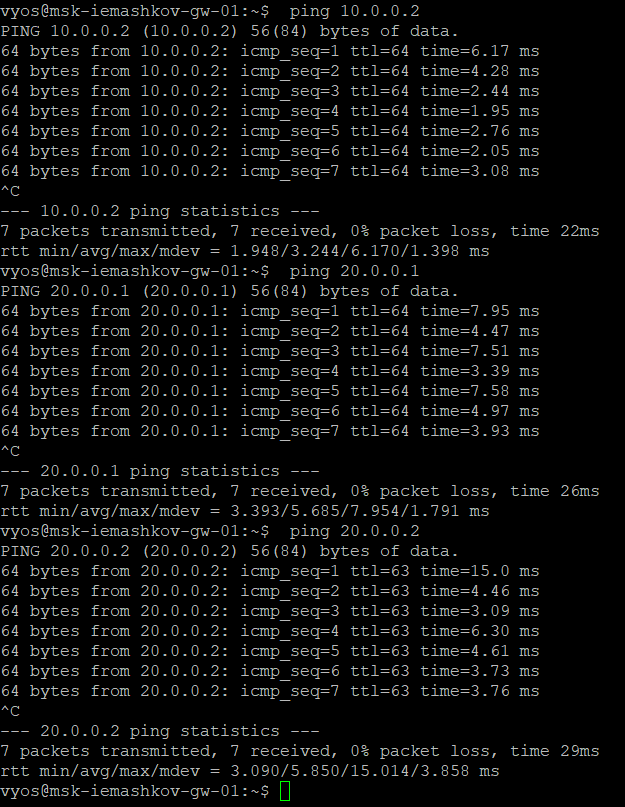 vyos@msk-iemashkov-gw-01:~$  ping 10.0.0.2
PING 10.0.0.2 (10.0.0.2) 56(84) bytes of data.
64 bytes from 10.0.0.2: icmp_seq=1 ttl=64 time=6.17 ms
64 bytes from 10.0.0.2: icmp_seq=2 ttl=64 time=4.28 ms
64 bytes from 10.0.0.2: icmp_seq=3 ttl=64 time=2.44 ms
64 bytes from 10.0.0.2: icmp_seq=4 ttl=64 time=1.95 ms
64 bytes from 10.0.0.2: icmp_seq=5 ttl=64 time=2.76 ms
64 bytes from 10.0.0.2: icmp_seq=6 ttl=64 time=2.05 ms
64 bytes from 10.0.0.2: icmp_seq=7 ttl=64 time=3.08 ms
^C
--- 10.0.0.2 ping statistics ---
7 packets transmitted, 7 received, 0% packet loss, time 22ms
rtt min/avg/max/mdev = 1.948/3.244/6.170/1.398 ms
vyos@msk-iemashkov-gw-01:~$  ping 20.0.0.1
PING 20.0.0.1 (20.0.0.1) 56(84) bytes of data.
64 bytes from 20.0.0.1: icmp_seq=1 ttl=64 time=7.95 ms
64 bytes from 20.0.0.1: icmp_seq=2 ttl=64 time=4.47 ms
64 bytes from 20.0.0.1: icmp_seq=3 ttl=64 time=7.51 ms
64 bytes from 20.0.0.1: icmp_seq=4 ttl=64 time=3.39 ms
64 bytes from 20.0.0.1: icmp_seq=5 ttl=64 time=7.58 ms
64 bytes from 20.0.0.1: icmp_seq=6 ttl=64 time=4.97 ms
64 bytes from 20.0.0.1: icmp_seq=7 ttl=64 time=3.93 ms
^C
--- 20.0.0.1 ping statistics ---
7 packets transmitted, 7 received, 0% packet loss, time 26ms
rtt min/avg/max/mdev = 3.393/5.685/7.954/1.791 ms
vyos@msk-iemashkov-gw-01:~$  ping 20.0.0.2
PING 20.0.0.2 (20.0.0.2) 56(84) bytes of data.
64 bytes from 20.0.0.2: icmp_seq=1 ttl=63 time=15.0 ms
64 bytes from 20.0.0.2: icmp_seq=2 ttl=63 time=4.46 ms
64 bytes from 20.0.0.2: icmp_seq=3 ttl=63 time=3.09 ms
64 bytes from 20.0.0.2: icmp_seq=4 ttl=63 time=6.30 ms
64 bytes from 20.0.0.2: icmp_seq=5 ttl=63 time=4.61 ms
64 bytes from 20.0.0.2: icmp_seq=6 ttl=63 time=3.73 ms
64 bytes from 20.0.0.2: icmp_seq=7 ttl=63 time=3.76 ms
^C
--- 20.0.0.2 ping statistics ---
7 packets transmitted, 7 received, 0% packet loss, time 29ms
rtt min/avg/max/mdev = 3.090/5.850/15.014/3.858 ms
vyos@msk-iemashkov-gw-01:~$